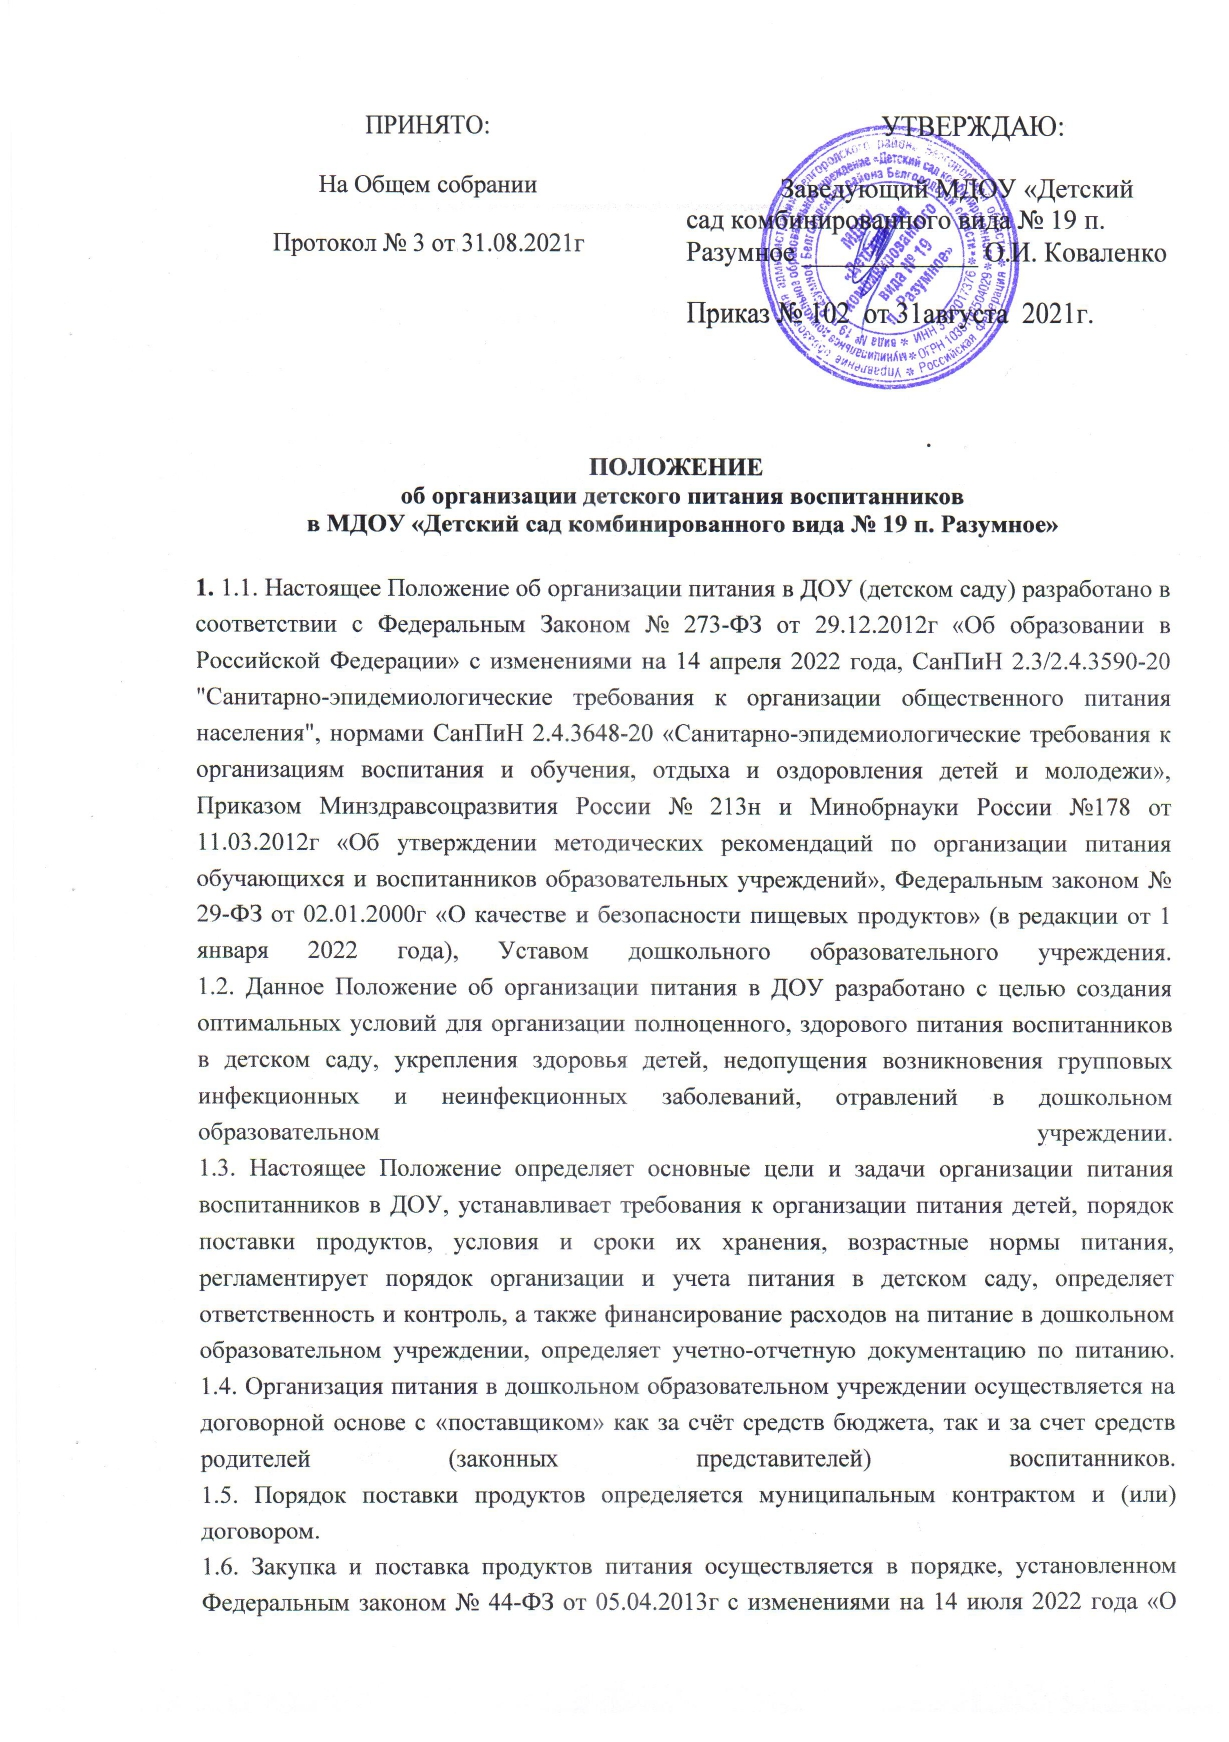 ПРИНЯТО:
На Общем собрании
Протокол № 3 от 31.08.2021г
УТВЕРЖДАЮ:
Заведующий МДОУ «Детский
сад комбинированного вида № 19 п.
Разумное ______________ О.И. Коваленко
Приказ № 102 от 31августа 2021г.
МДОУ
«Детский сад
комбинированного
вида № 19
п. Разумное»
ПОЛОЖЕНИЕ
об организации детского питания воспитанников
в МДОУ «Детский сад комбинированного вида № 19 п. Разумное»
1. 1.1. Настоящее Положение об организации питания в ДОУ (детском саду) разработано в
соответствии с Федеральным Законом № 273-ФЗ от 29.12.2012г «Об образовании в
Российской Федерации» с изменениями на 14 апреля 2022 года, СанПиН 2.3/2.4.3590-20
"Санитарно-эпидемиологические требования к организации общественного питания
населения", нормами СанПиН 2.4.3648-20 «Санитарно-эпидемиологические требования к
организациям воспитания и обучения, отдыха и оздоровления детей и молодежи»,
Приказом Минздравсоцразвития России № 213н и Минобрнауки России №178 от
11.03.2012г «Об утверждении методических рекомендаций по организации питания
обучающихся и воспитанников образовательных учреждений», Федеральным законом №
29-ФЗ от 02.01.2000г «О качестве и безопасности пищевых продуктов» (в редакции от 1
января 2022 года), Уставом дошкольного образовательного учреждения.
1.2. Данное Положение об организации питания в ДОУ разработано с целью создания
оптимальных условий для организации полноценного, здорового питания воспитанников
в детском саду, укрепления здоровья детей, недопущения возникновения групповых
инфекционных и неинфекционных заболеваний, отравлений в дошкольном
образовательном учреждении.
1.3. Настоящее Положение определяет основные цели и задачи организации питания
воспитанников в ДОУ, устанавливает требования к организации питания детей, порядок
поставки продуктов, условия и сроки их хранения, возрастные нормы питания,
регламентирует порядок организации и учета питания в детском саду, определяет
ответственность и контроль, а также финансирование расходов на питание в дошкольном
образовательном учреждении, определяет учетно-отчетную документацию по питанию.
1.4. Организация питания в дошкольном образовательном учреждении осуществляется на
договорной основе с «поставщиком» как за счёт средств бюджета, так и за счет средств
родителей (законных представителей) воспитанников.
1.5. Порядок поставки продуктов определяется муниципальным контрактом и (или)
договором.
1.6. Закупка и поставка продуктов питания осуществляется в порядке, установленном
Федеральным законом № 44-ФЗ от 05.04.2013г с изменениями на 14 июля 2022 года «О